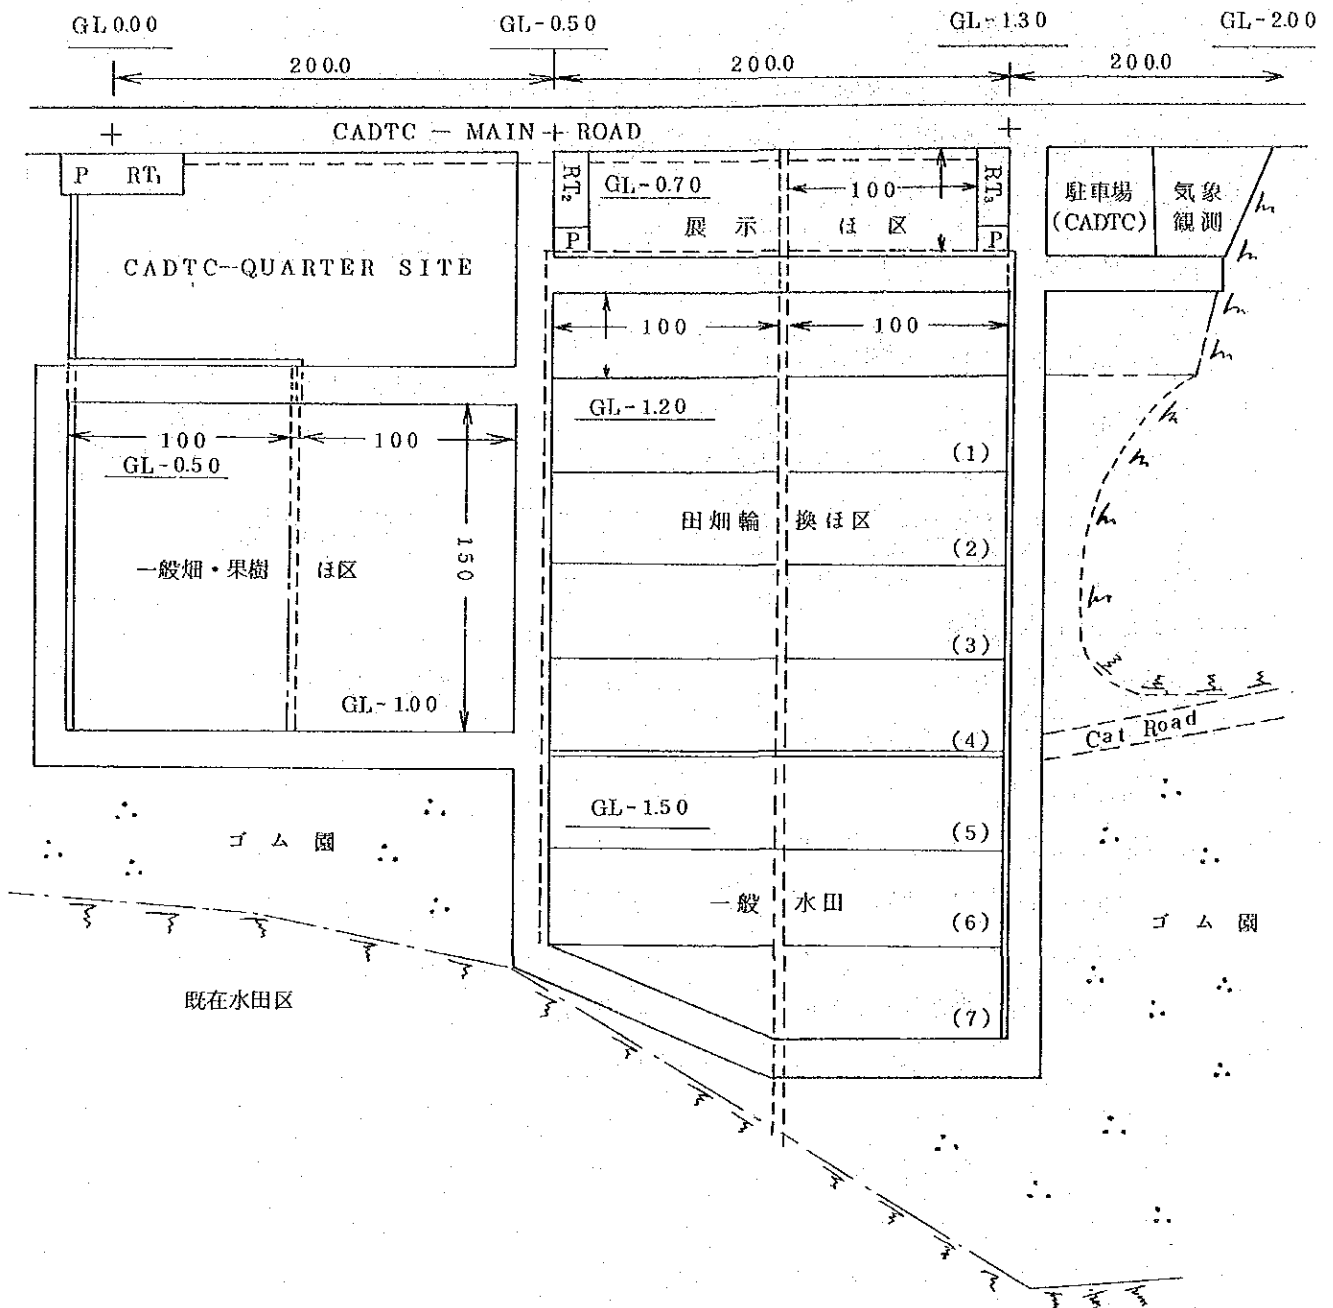 GL 0.00
GL-0.50
GL-1.30
GL-2.00
200.0
200.0
200.0
CADTC - MAIN ROAD
P RT₁
RT₂
P
GL-0.70
100
展示 ほ区
RT₃
P
駐車場
(CADTC)
気象
観測
CADTC-QUARTER SITE
100
100
100
100
GL-0.50
150
一般畑・果樹 ほ区
GL-1.00
GL-1.20
(1)
田畑輪 換ほ区
(2)
(3)
(4)
Cat Road
GL-1.50
(5)
一般 水田
(6)
(7)
ゴム園
ゴム園
既在水田区